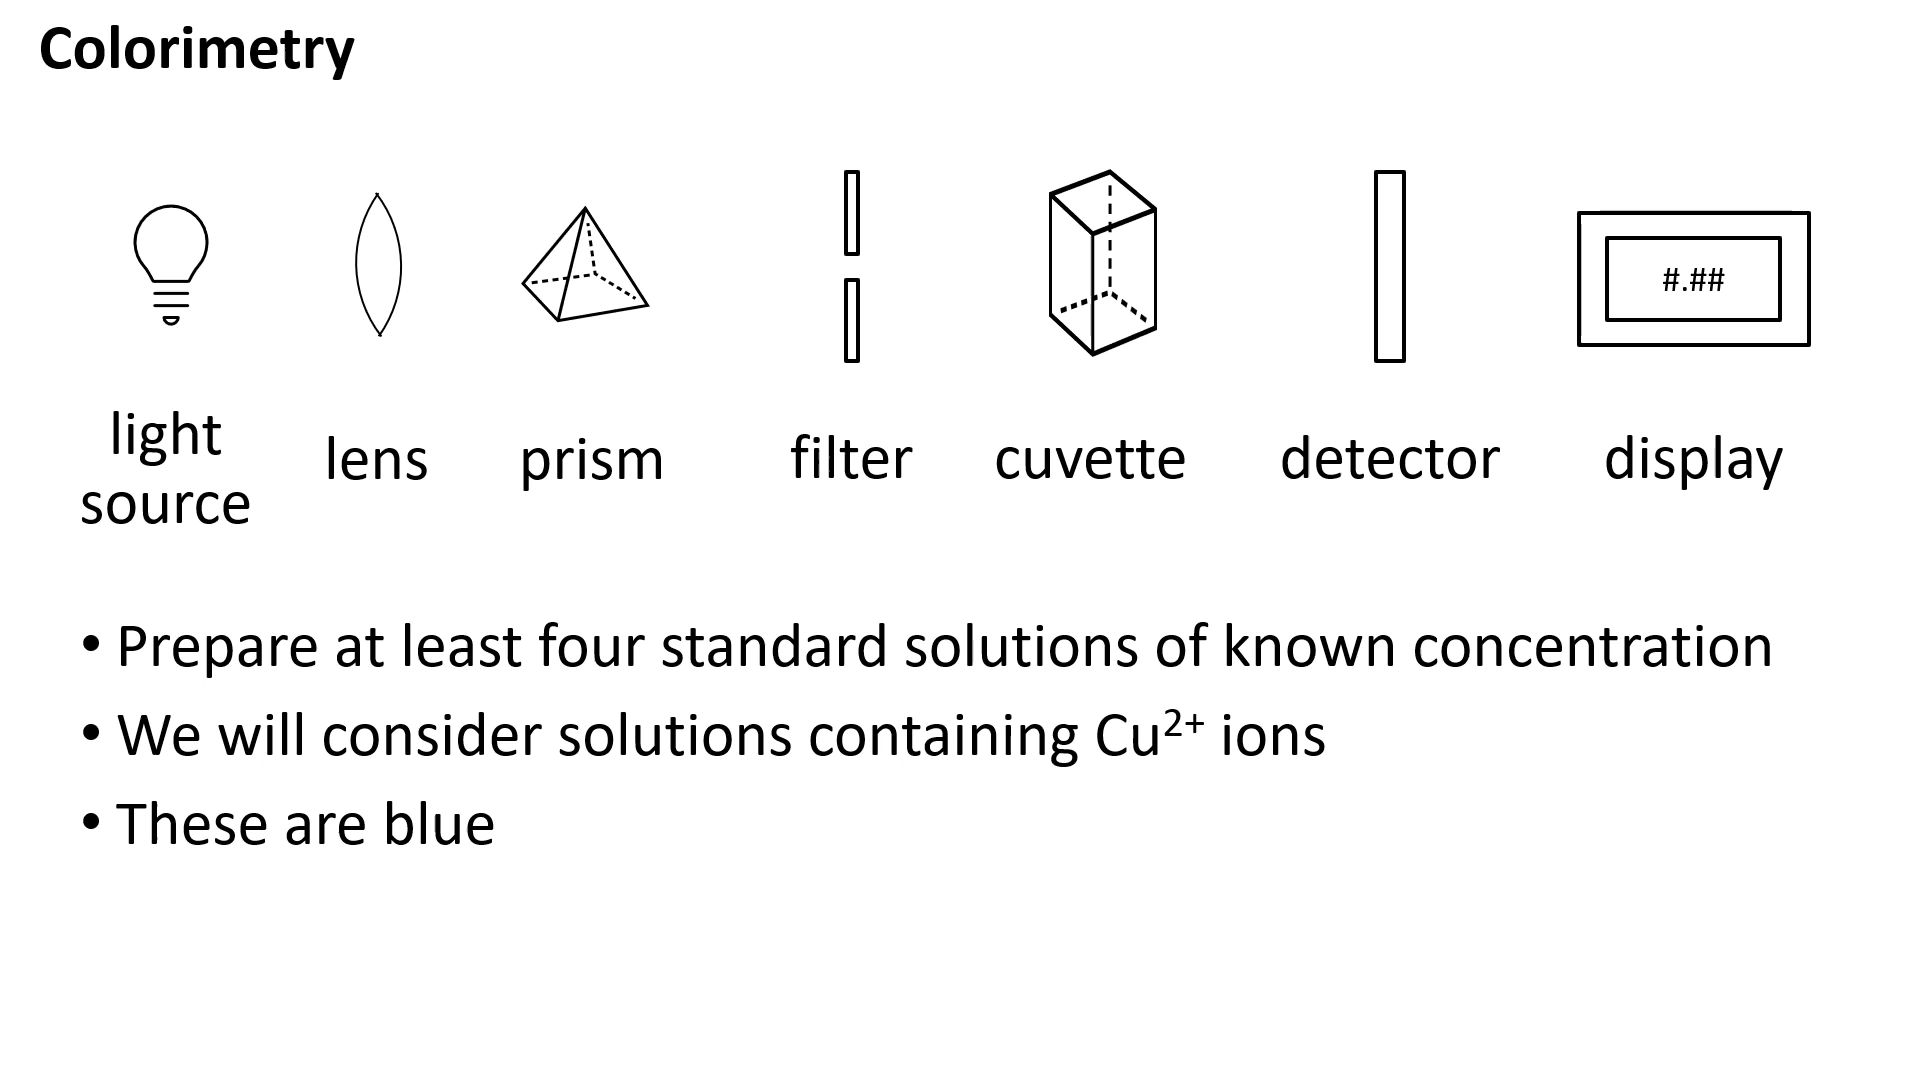 Colorimetry
#.##
light
source
lens
prism
filter
cuvette
detector
display
• Prepare at least four standard solutions of known concentration
• We will consider solutions containing Cu²⁺ ions
• These are blue